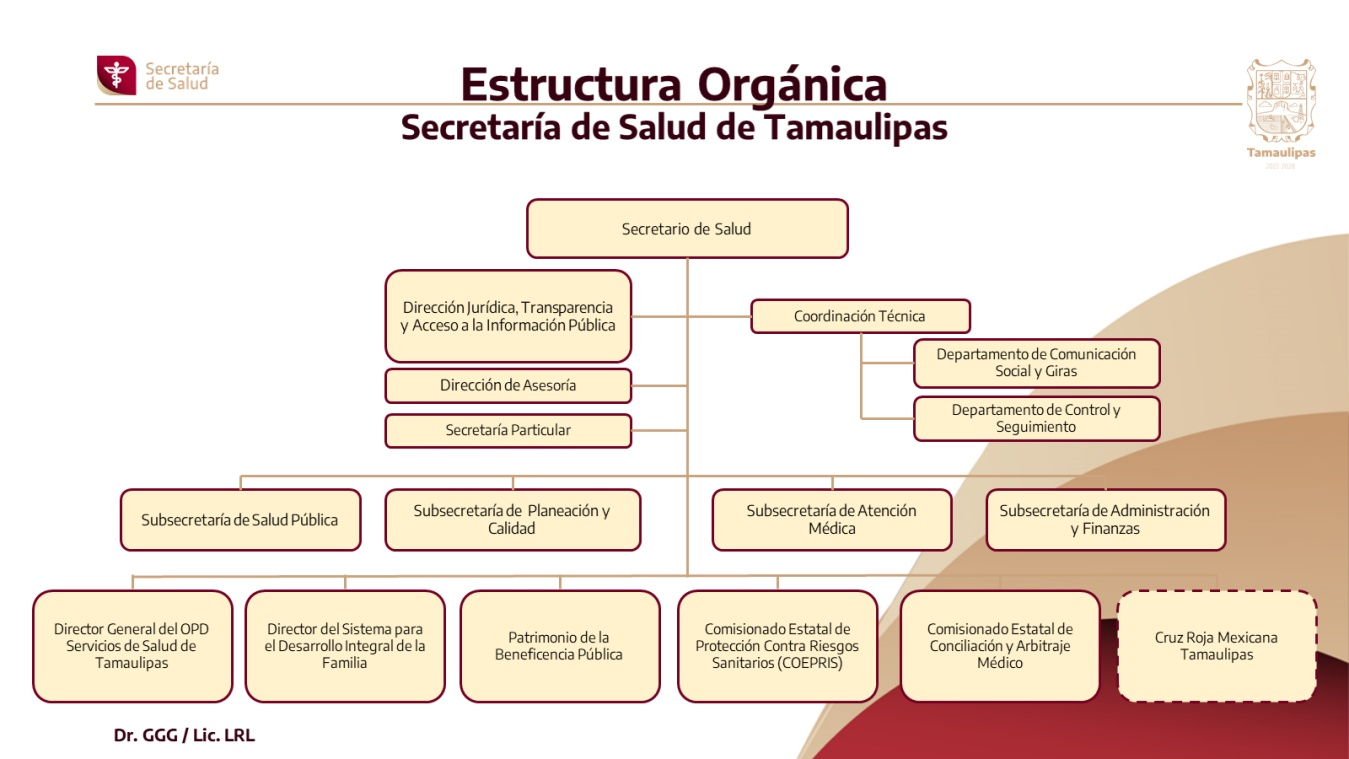 Secretaría
de Salud
Estructura Orgánica
Secretaría de Salud de Tamaulipas
Tamaulipas
Secretario de Salud
Dirección Jurídica, Transparencia
y Acceso a la Información Pública
Coordinación Técnica
Departamento de Comunicación
Social y Giras
Dirección de Asesoría
Departamento de Control y
Seguimiento
Secretaría Particular
Subsecretaría de Salud Pública
Subsecretaría de Planeación y
Calidad
Subsecretaría de Atención
Médica
Subsecretaría de Administración
y Finanzas
Director General del OPD
Servicios de Salud de
Tamaulipas
Director del Sistema para
el Desarrollo Integral de la
Familia
Patrimonio de la
Beneficencia Pública
Comisionado Estatal de
Protección Contra Riesgos
Sanitarios (COEPRIS)
Comisionado Estatal de
Conciliación y Arbitraje
Médico
Cruz Roja Mexicana
Tamaulipas
Dr. GGG / Lic. LRL